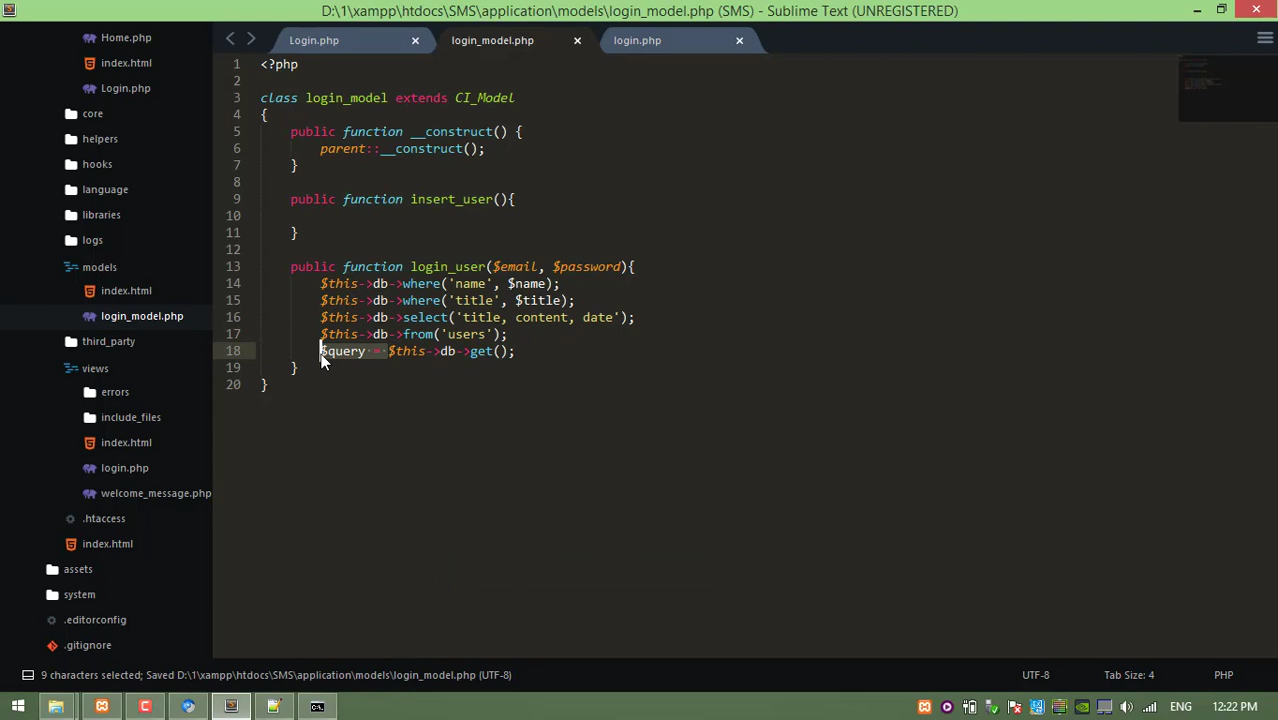 D:\1\xampp\htdocs\SMS\application\models\login_model.php (SMS) - Sublime Text (UNREGISTERED)
Home.php
index.html
Login.php
core
helpers
hooks
language
libraries
logs
models
index.html
login_model.php
third_party
views
errors
include_files
index.html
login.php
welcome_message.php
.htaccess
index.html
assets
system
.editorconfig
.gitignore
Login.php
login_model.php
login.php
1 <?php
2
3 class login_model extends CI_Model
4 {
5 public function __construct() {
6 parent::__construct();
7 }
8
9 public function insert_user(){
10
11 }
12
13 public function login_user($email, $password){
14 $this->db->where('name', $name);
15 $this->db->where('title', $title);
16 $this->db->select('title, content, date');
17 $this->db->from('users');
18 $query = $this->db->get();
19 }
20 }
9 characters selected; Saved D:\1\xampp\htdocs\SMS\application\models\login_model.php (UTF-8)
UTF-8
Tab Size: 4
PHP
ENG
12:22 PM